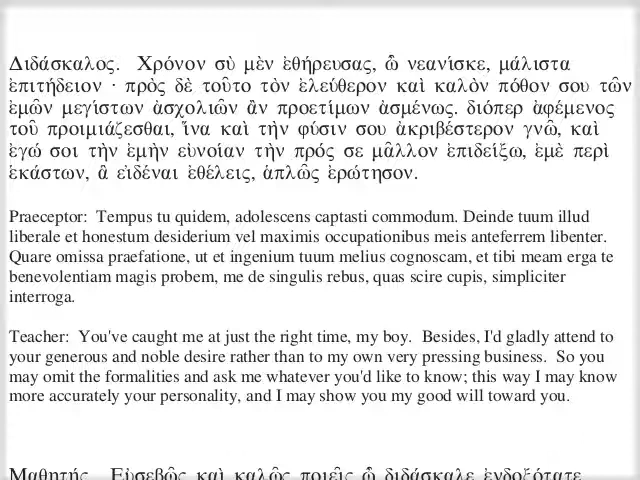 Διδάσκαλος. Χρόνον σὺ μὲν ἐθήρευσας, ὦ νεανίσκε, μάλιστα
ἐπιτήδειον · πρὸς δὲ τοῦτο τὸν ἐλεύθερον καὶ καλὸν πόθον σου τῶν
ἐμῶν μεγίστων ἀσχολιῶν ἂν προετίμων ἀσμένως. διόπερ ἀφέμενος
τοῦ προιμιάζεσθαι, ἵνα καὶ τὴν φύσιν σου ἀκριβέστερον γνῶ, καὶ
ἐγώ σοι τὴν ἐμὴν εὐνοίαν τὴν πρός σε μᾶλλον ἐπιδείξω, ἐμὲ περὶ
ἑκάστων, ἃ εἰδέναι ἐθέλεις, ἁπλῶς ἐρώτησον.
Praeceptor: Tempus tu quidem, adolescens captasti commodum. Deinde tuum illud
liberale et honestum desiderium vel maximis occupationibus meis anteferrem libenter.
Quare omissa praefatione, ut et ingenium tuum melius cognoscam, et tibi meam erga te
benevolentiam magis probem, me de singulis rebus, quas scire cupis, simpliciter
interroga.
Teacher: You've caught me at just the right time, my boy. Besides, I'd gladly attend to
your generous and noble desire rather than to my own very pressing business. So you
may omit the formalities and ask me whatever you'd like to know; this way I may know
more accurately your personality, and I may show you my good will toward you.
Μαθητής. Εὐσεβῶς καὶ καλῶς ποιεῖς ὦ διδάσκαλε ἐνδοξότατε